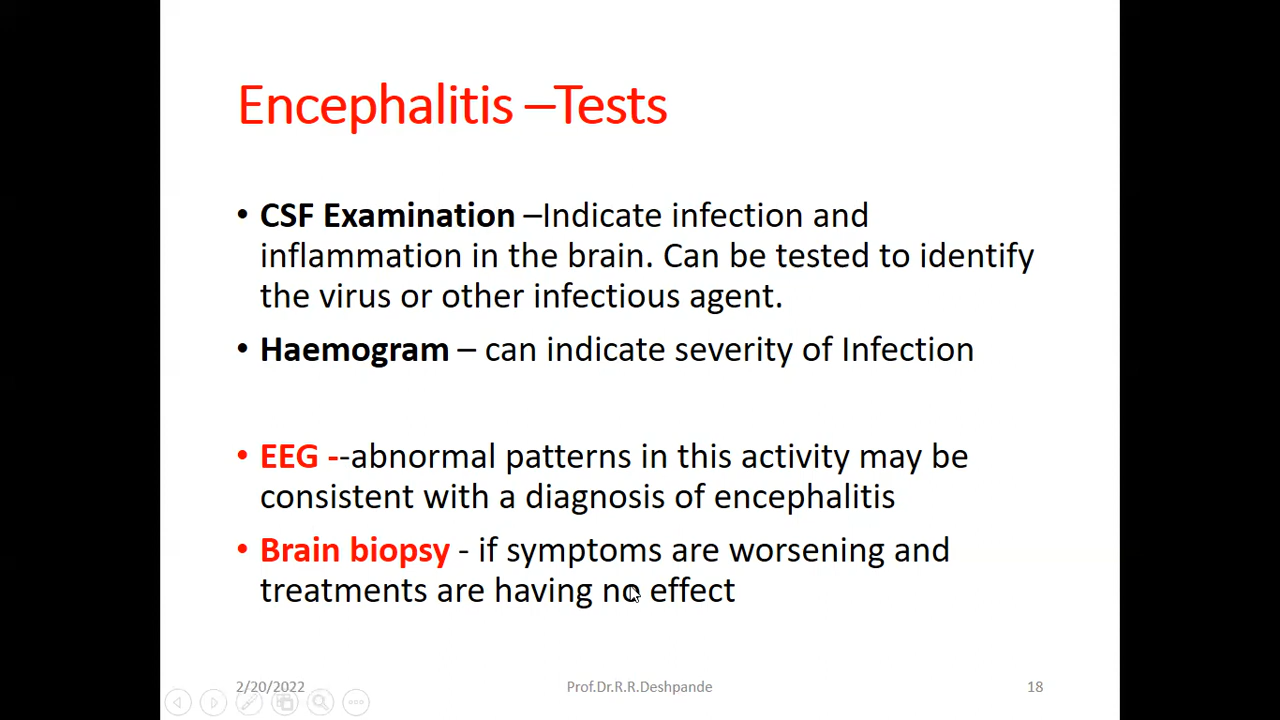 Encephalitis –Tests
• CSF Examination –Indicate infection and
inflammation in the brain. Can be tested to identify
the virus or other infectious agent.
• Haemogram – can indicate severity of Infection
• EEG --abnormal patterns in this activity may be
consistent with a diagnosis of encephalitis
• Brain biopsy - if symptoms are worsening and
treatments are having no effect
2/20/2022
Prof.Dr.R.R.Deshpande
18